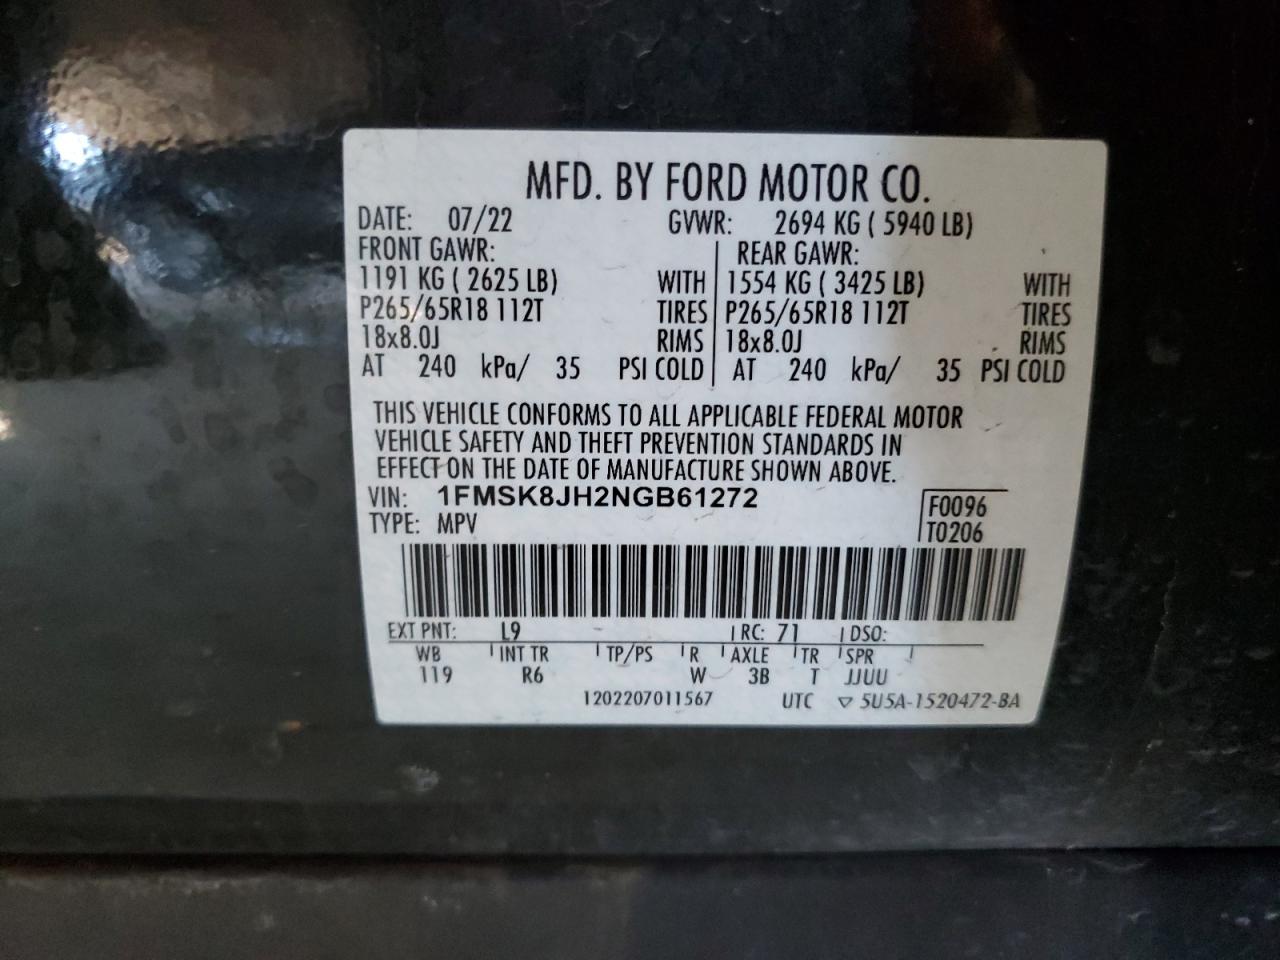 MFD. BY FORD MOTOR CO.
DATE: 07/22 GVWR: 2694 KG ( 5940 LB)
FRONT GAWR: REAR GAWR:
1191 KG ( 2625 LB) WITH 1554 KG ( 3425 LB) WITH
P265/65R18 112T TIRES P265/65R18 112T TIRES
18x8.0J RIMS 18x8.0J RIMS
AT 240 kPa/ 35 PSI COLD AT 240 kPa/ 35 PSI COLD
THIS VEHICLE CONFORMS TO ALL APPLICABLE FEDERAL MOTOR
VEHICLE SAFETY AND THEFT PREVENTION STANDARDS IN
EFFECT ON THE DATE OF MANUFACTURE SHOWN ABOVE.
VIN: 1FMSK8JH2NGB61272 F0096
TYPE: MPV T0206
EXT PNT: L9 RC: 71 DSO:
WB INT TR TP/PS R AXLE TR SPR
119 R6 W 3B T JJUU
1202207011567 UTC ▽ 5U5A-1520472-BA